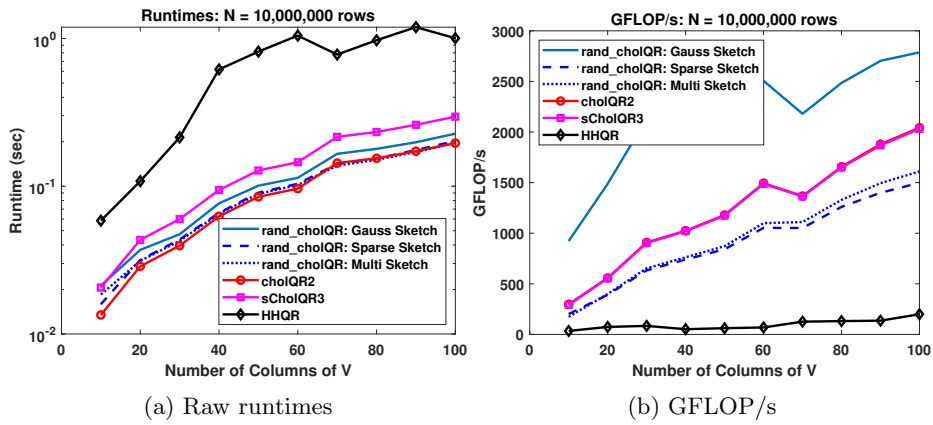 Runtimes: N = 10,000,000 rows
10^0
10^-1
10^-2
Runtime (sec)
rand_cholQR: Gauss Sketch
rand_cholQR: Sparse Sketch
rand_cholQR: Multi Sketch
cholQR2
sCholQR3
HHQR
0 20 40 60 80 100
Number of Columns of V
(a) Raw runtimes
GFLOP/s: N = 10,000,000 rows
3000
2500
2000
1500
1000
500
0
GFLOP/s
rand_cholQR: Gauss Sketch
rand_cholQR: Sparse Sketch
rand_cholQR: Multi Sketch
cholQR2
sCholQR3
HHQR
0 20 40 60 80 100
Number of Columns of V
(b) GFLOP/s